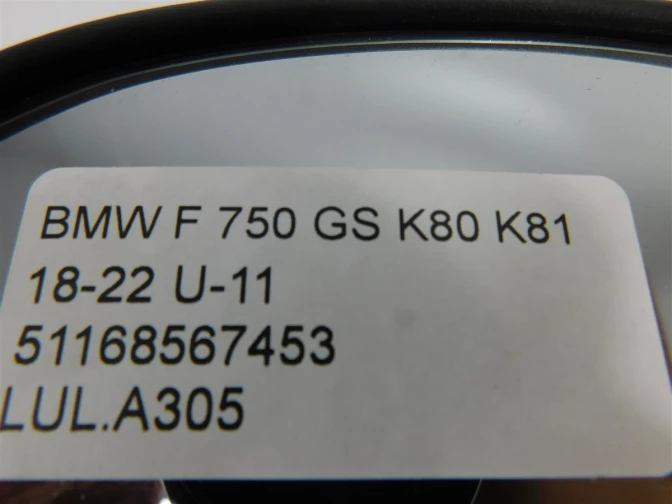 BMW F 750 GS K80 K81
18-22 U-11
51168567453
LUL.A305